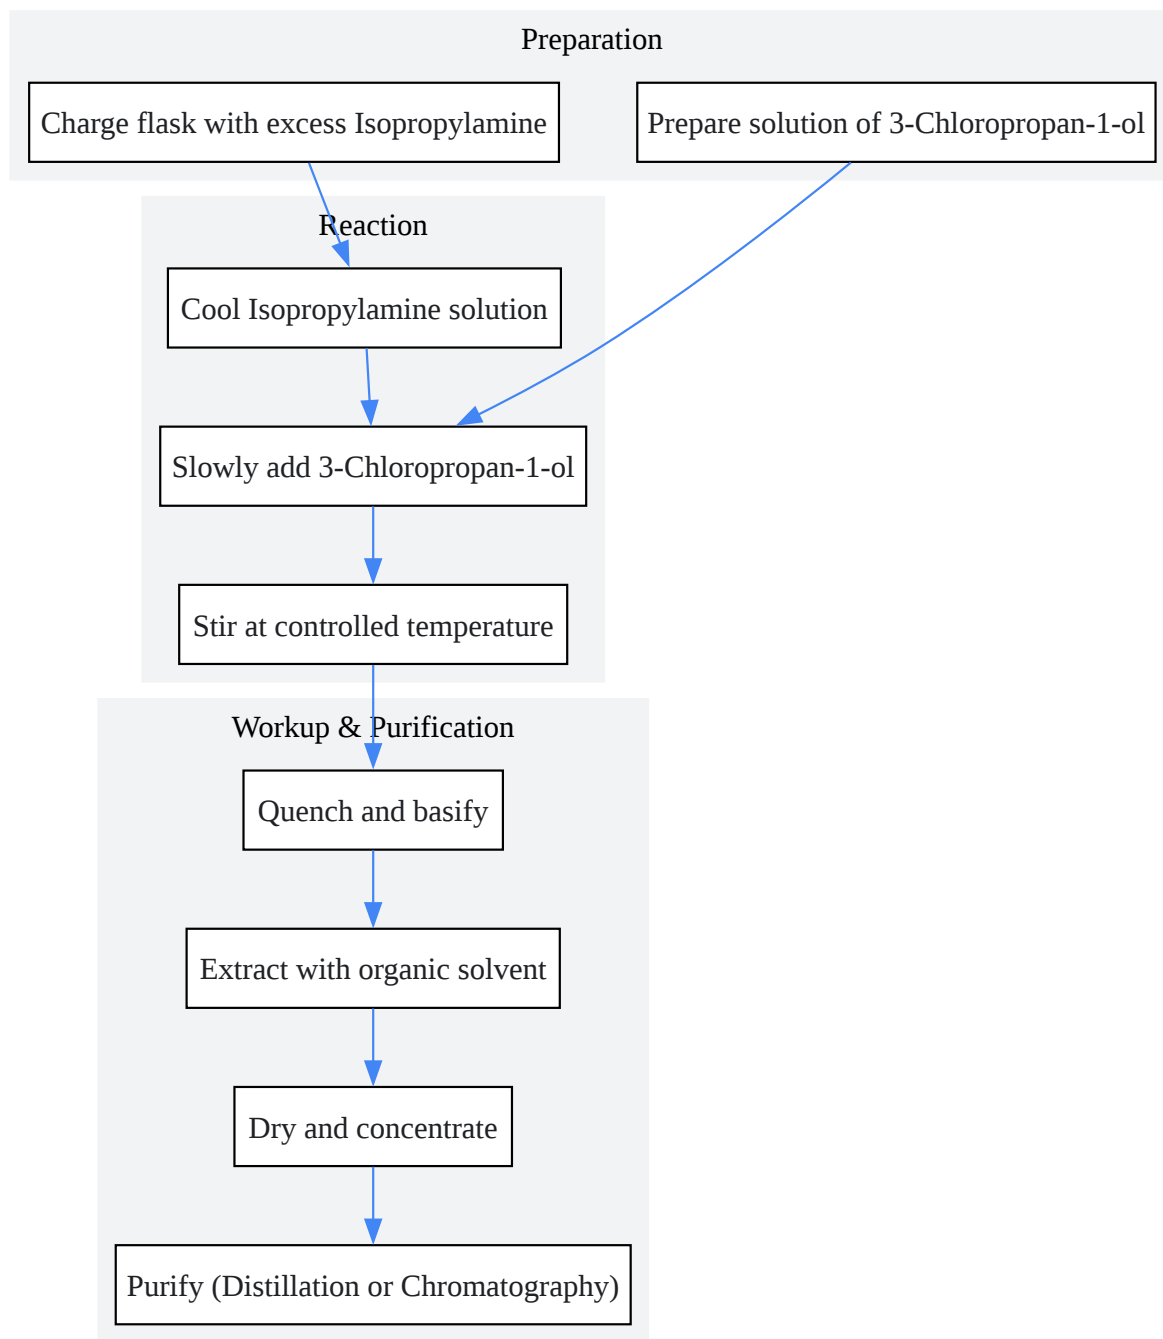 Preparation
Charge flask with excess Isopropylamine
Prepare solution of 3-Chloropropan-1-ol
Reaction
Cool Isopropylamine solution
Slowly add 3-Chloropropan-1-ol
Stir at controlled temperature
Workup & Purification
Quench and basify
Extract with organic solvent
Dry and concentrate
Purify (Distillation or Chromatography)